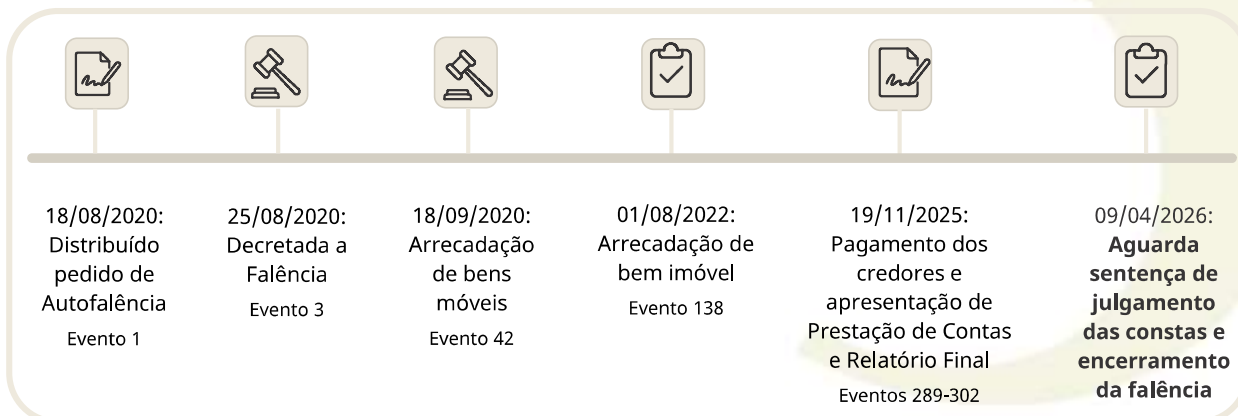 18/08/2020:
Distribuído
pedido de
Autofalência
Evento 1
25/08/2020:
Decretada a
Falência
Evento 3
18/09/2020:
Arrecadação
de bens
móveis
Evento 42
01/08/2022:
Arrecadação de
bem imóvel
Evento 138
19/11/2025:
Pagamento dos
credores e
apresentação de
Prestação de Contas
e Relatório Final
Eventos 289-302
09/04/2026:
Aguarda
sentença de
julgamento
das constas e
encerramento
da falência